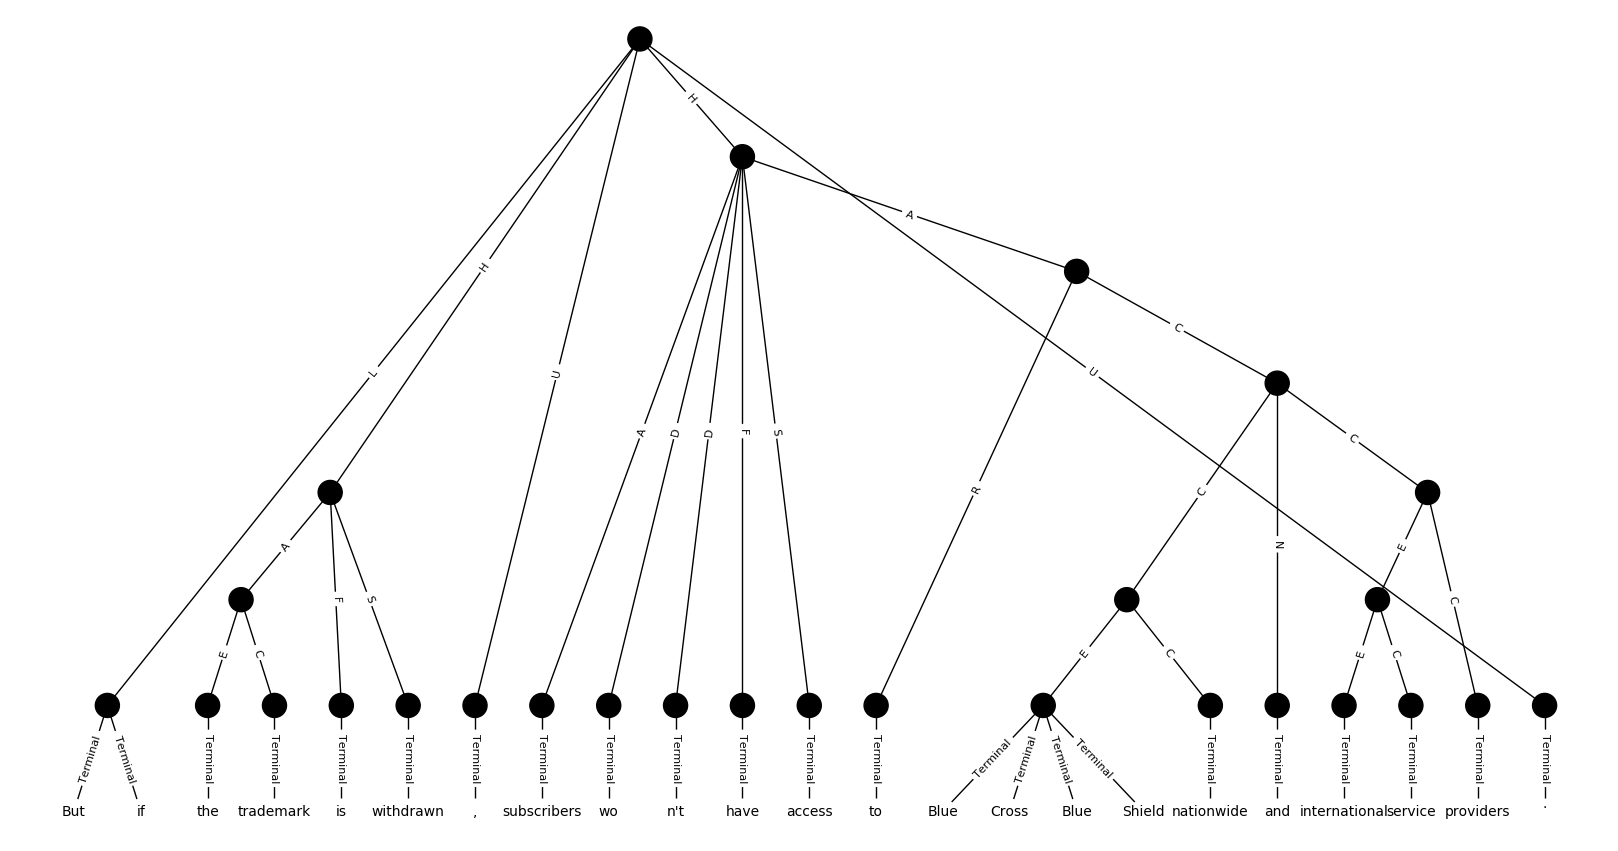 H
A
L
H
U
C
U
A
D
D
F
S
R
C
C
N
A
F
S
E
E
C
E
C
E
C
C
Terminal Terminal Terminal Terminal Terminal Terminal Terminal Terminal Terminal Terminal Terminal Terminal Terminal Terminal Terminal Terminal Terminal Terminal Terminal Terminal Terminal Terminal Terminal
But if the trademark is withdrawn , subscribers wo n't have access to Blue Cross Blue Shield nationwide and international service providers .